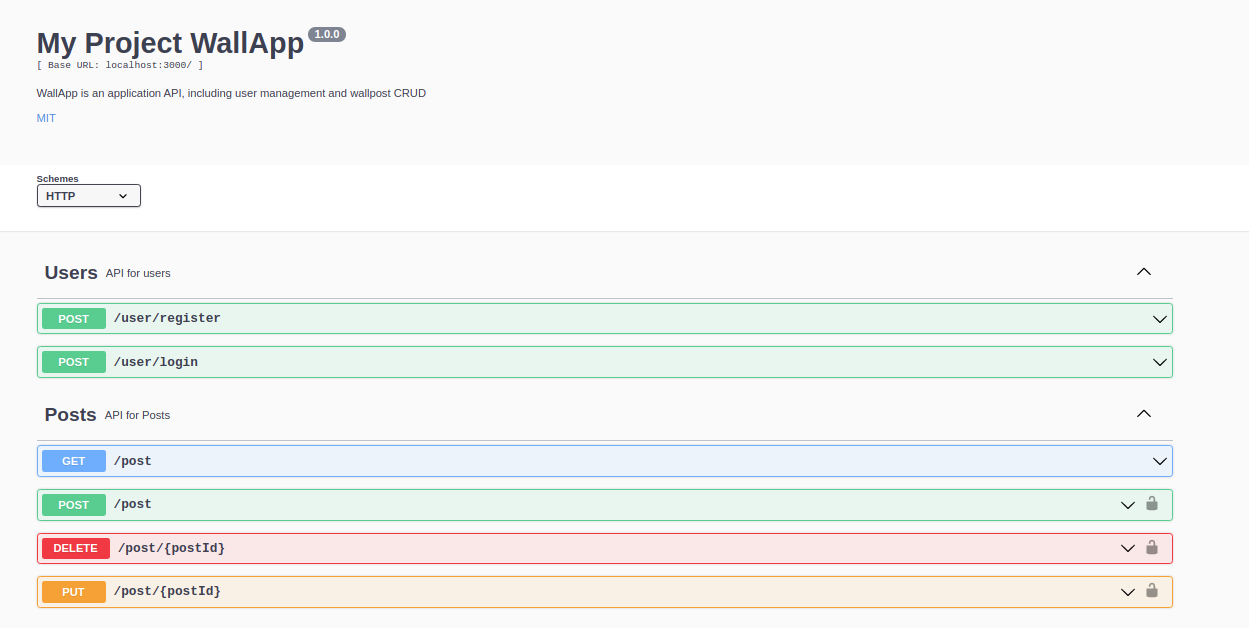 My Project WallApp 1.0.0
[ Base URL: localhost:3000/ ]
WallApp is an application API, including user management and wallpost CRUD
MIT
Schemes
HTTP
Users API for users
POST /user/register
POST /user/login
Posts API for Posts
GET /post
POST /post
DELETE /post/{postId}
PUT /post/{postId}